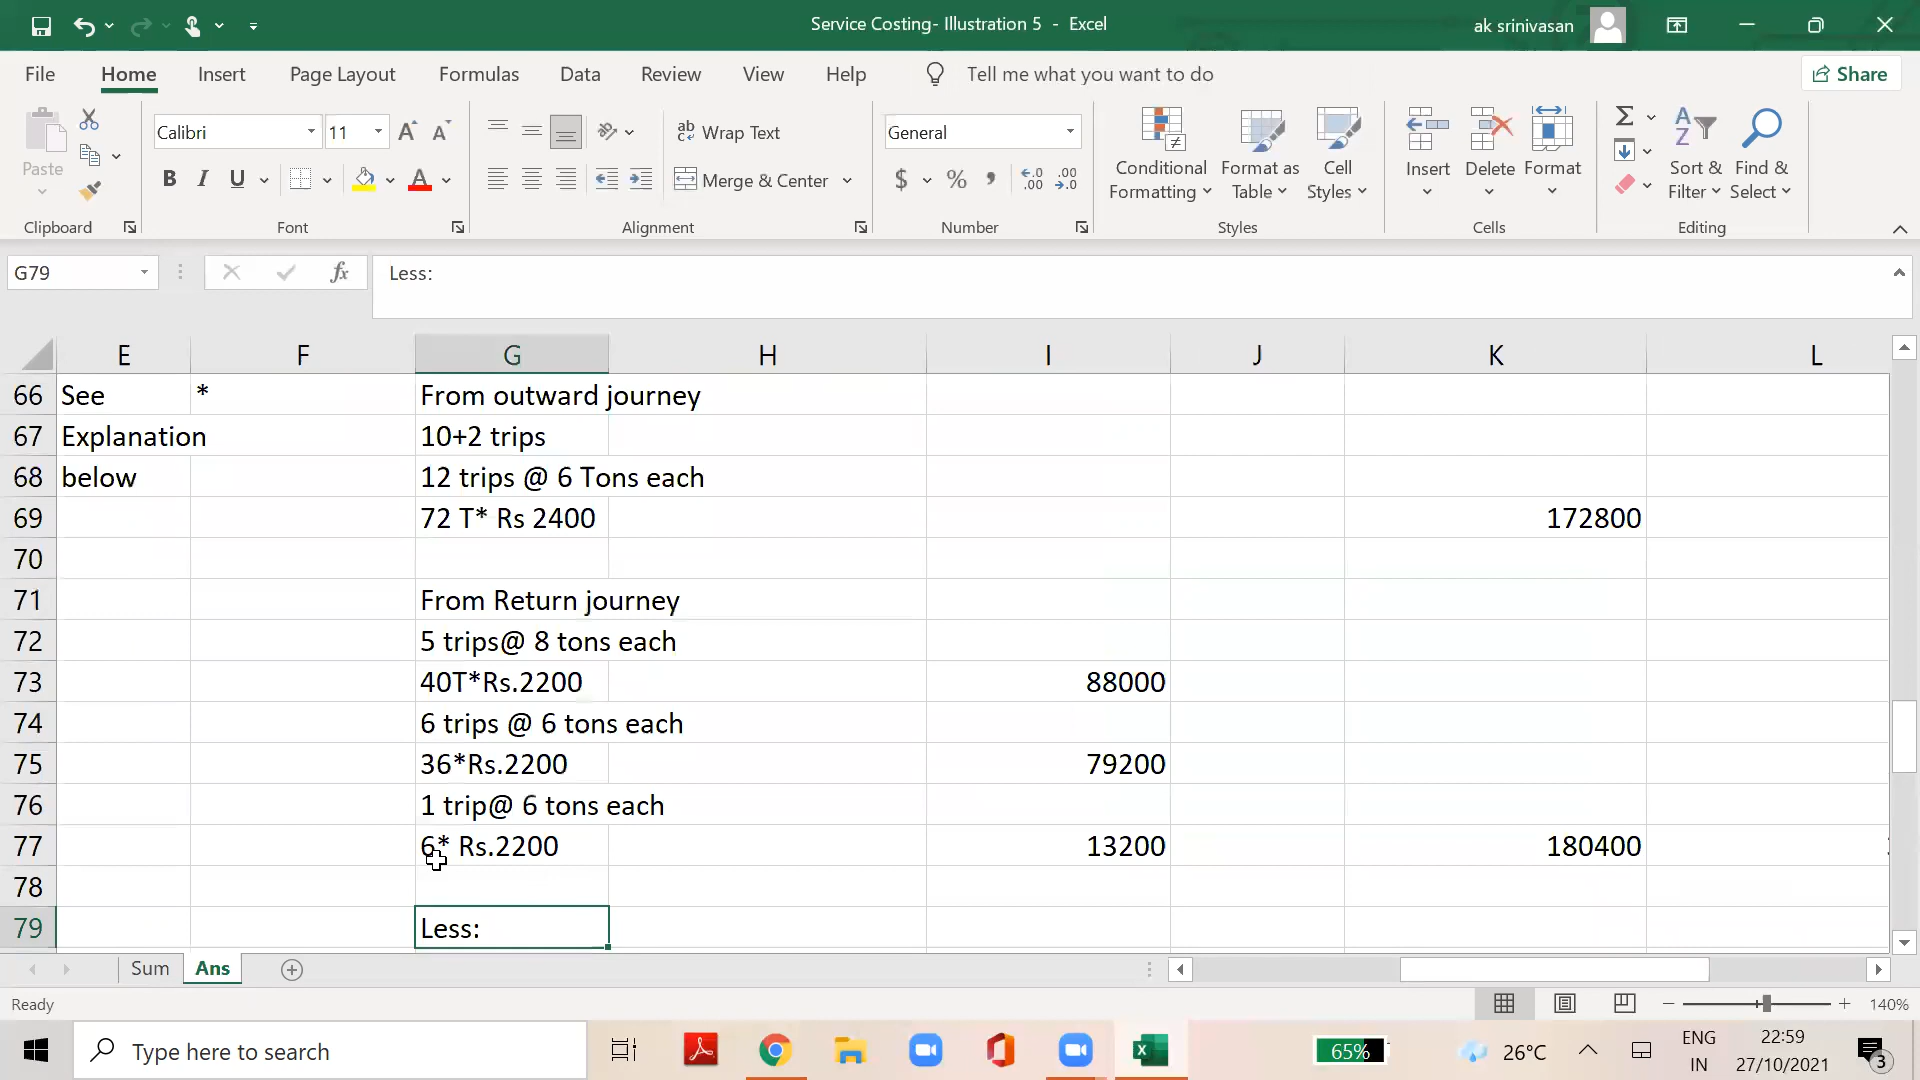 Service Costing- Illustration 5 - Excel
ak srinivasan
File Home Insert Page Layout Formulas Data Review View Help Tell me what you want to do Share
Paste
Clipboard
Calibri 11
B I U
Font
Wrap Text
Merge & Center
Alignment
General
$ % ,
Number
Conditional Formatting
Format as Table
Cell Styles
Styles
Insert Delete Format
Cells
Sort & Filter
Find & Select
Editing
G79 fx Less:
E F G H I J K L
66 See * From outward journey
67 Explanation 10+2 trips
68 below 12 trips @ 6 Tons each
69 72 T* Rs 2400 172800
70
71 From Return journey
72 5 trips@ 8 tons each
73 40T*Rs.2200 88000
74 6 trips @ 6 tons each
75 36*Rs.2200 79200
76 1 trip@ 6 tons each
77 6* Rs.2200 13200 180400
78
79 Less:
Sum Ans
Ready 140%
Type here to search 65% 26°C ENG IN 22:59 27/10/2021 3